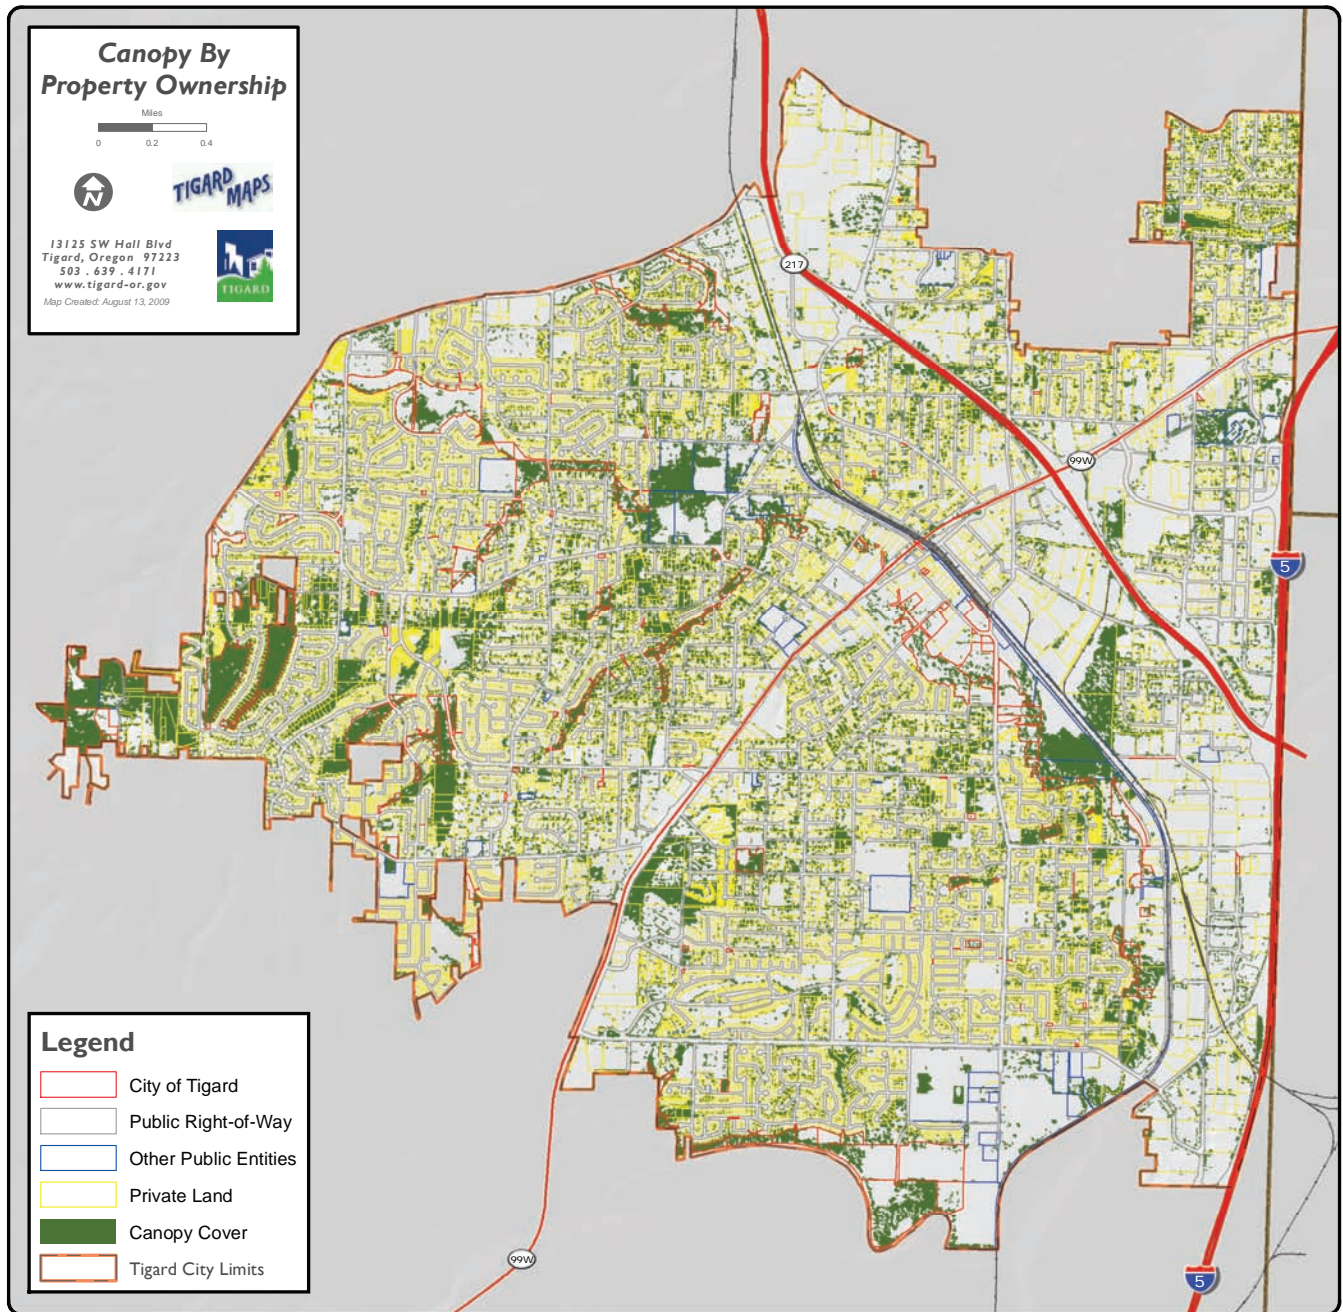 Canopy By
Property Ownership
Miles
0 0.2 0.4
N
TIGARD
MAPS
13125 SW Hall Blvd
Tigard, Oregon 97223
503 . 639 . 4171
www.tigard-or.gov
TIGARD
Map Created: August 13, 2009
217
99W
5
99W
5
Legend
City of Tigard
Public Right-of-Way
Other Public Entities
Private Land
Canopy Cover
Tigard City Limits